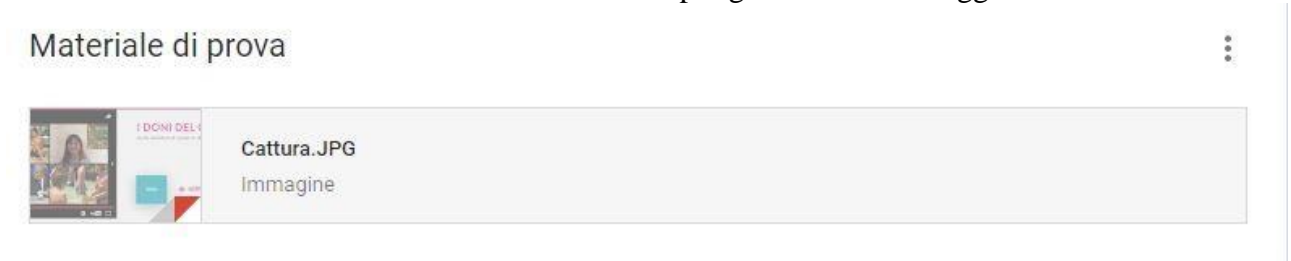 Materiale di prova
I DONI DEL
Cattura.JPG
Immagine